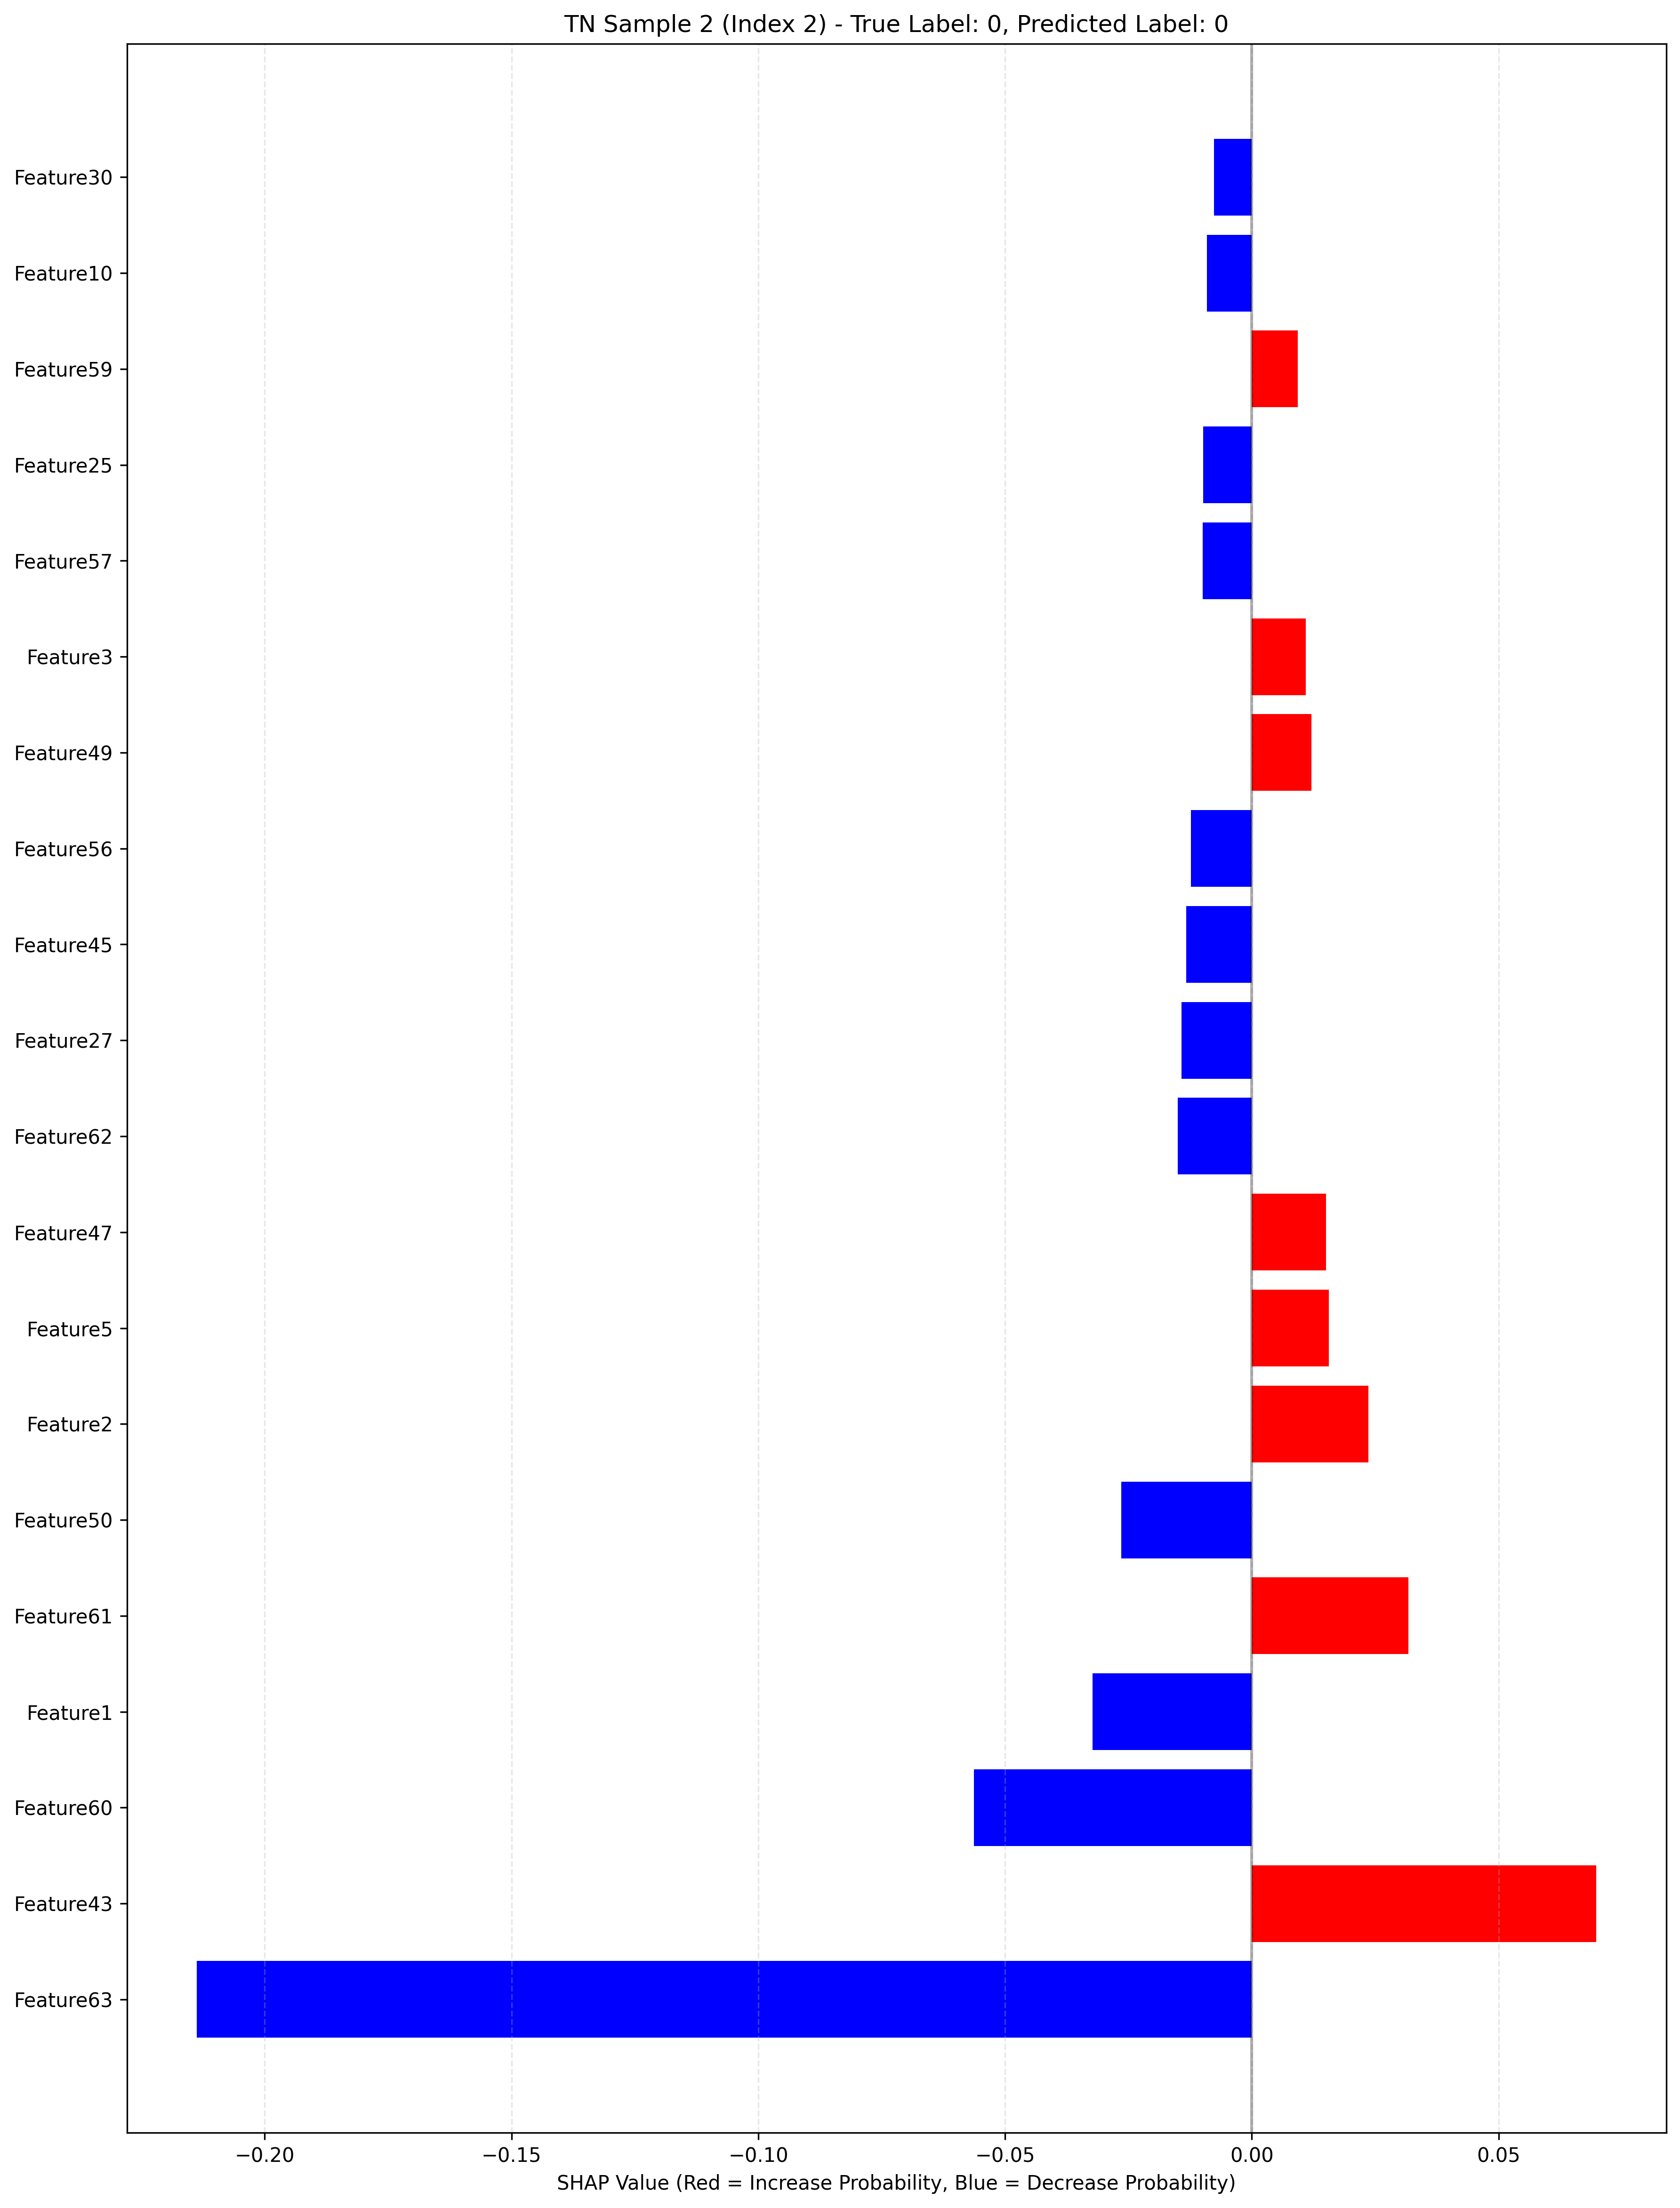 TN Sample 2 (Index 2) - True Label: 0, Predicted Label: 0
Feature30
Feature10
Feature59
Feature25
Feature57
Feature3
Feature49
Feature56
Feature45
Feature27
Feature62
Feature47
Feature5
Feature2
Feature50
Feature61
Feature1
Feature60
Feature43
Feature63
−0.20 −0.15 −0.10 −0.05 0.00 0.05
SHAP Value (Red = Increase Probability, Blue = Decrease Probability)